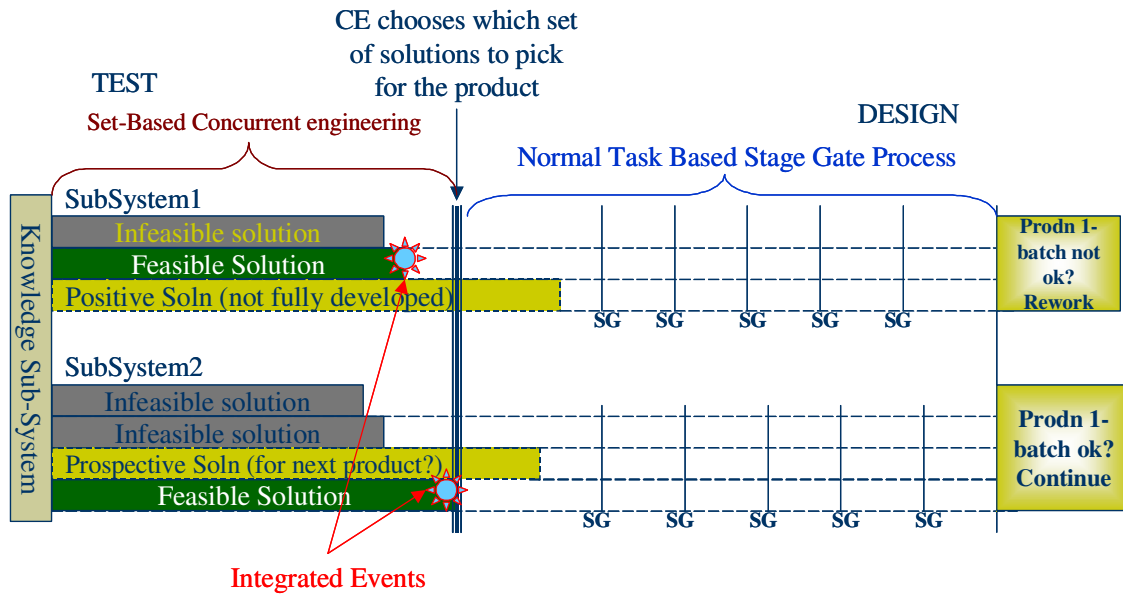 CE chooses which set
of solutions to pick
for the product
TEST
Set-Based Concurrent engineering
DESIGN
Normal Task Based Stage Gate Process
Knowledge Sub-System
SubSystem1
Infeasible solution
Feasible Solution
Positive Soln (not fully developed)
SG SG SG SG SG
Prodn 1-
batch not
ok?
Rework
SubSystem2
Infeasible solution
Infeasible solution
Prospective Soln (for next product?)
Feasible Solution
SG SG SG SG SG
Prodn 1-
batch ok?
Continue
Integrated Events